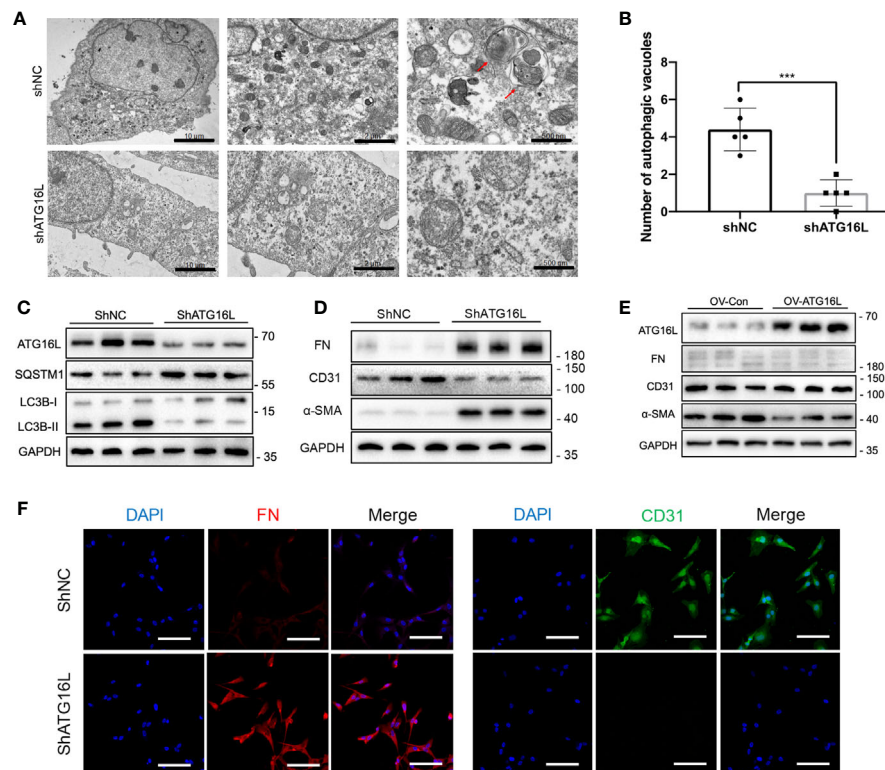 A
shNC
10 μm
2 μm
500 nm
shATG16L
10 μm
2 μm
500 nm
B
Number of autophagic vacuoles
8
6
4
2
0
***
shNC
shATG16L
C
ShNC ShATG16L
ATG16L
- 70
SQSTM1
55
LC3B-I
- 15
LC3B-II
GAPDH
- 35
D
ShNC ShATG16L
FN
- 180
CD31
- 150
- 100
α-SMA
- 40
GAPDH
- 35
E
OV-Con OV-ATG16L
ATG16L
- 70
FN
- 180
CD31
- 150
- 100
α-SMA
- 40
GAPDH
- 35
F
DAPI FN Merge DAPI CD31 Merge
ShNC
ShATG16L